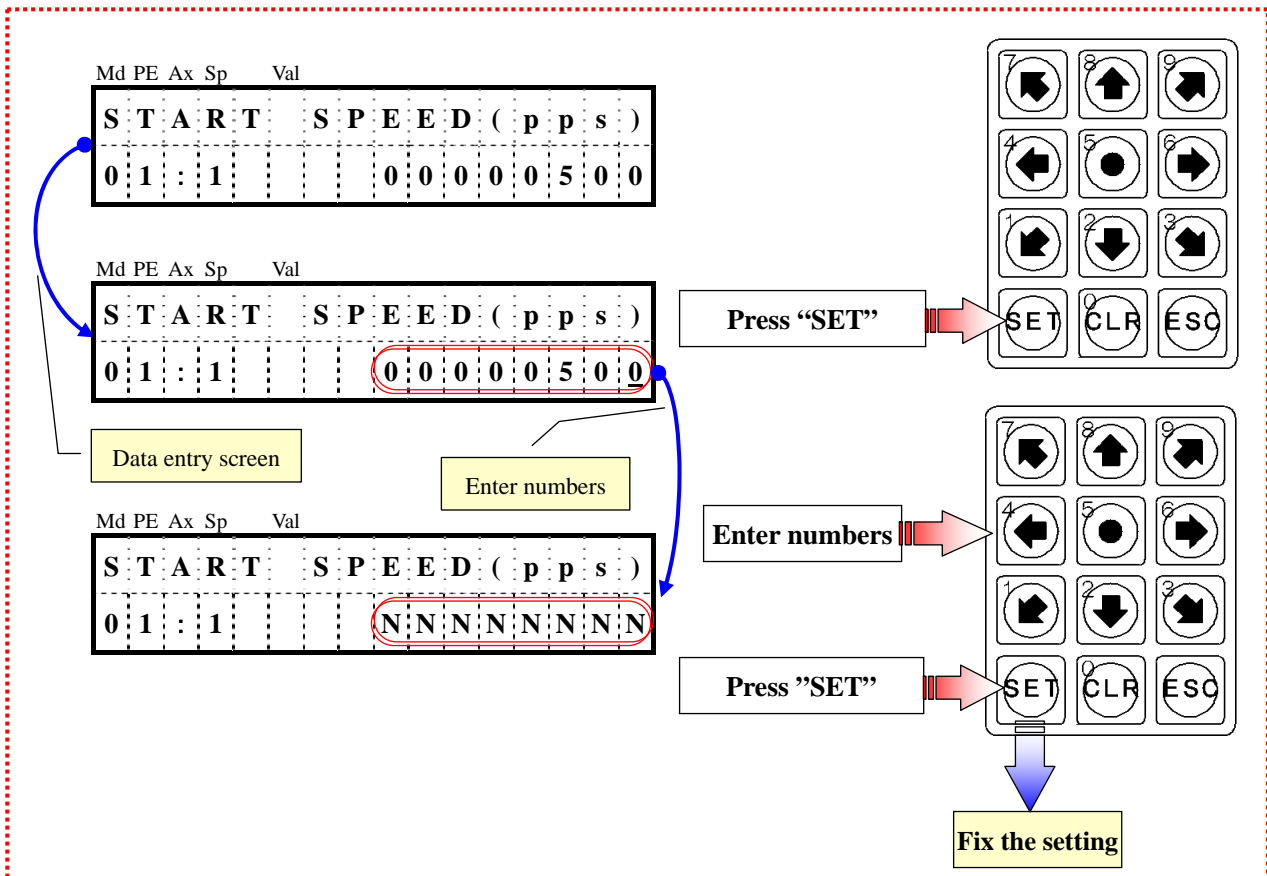 Md PE Ax Sp Val
START SPEED(pps)
01:1 00000500
Md PE Ax Sp Val
START SPEED(pps)
01:1 00000500
Data entry screen
Enter numbers
Md PE Ax Sp Val
START SPEED(pps)
01:1 NNNNNNNN
7 8 9
4 5 6
1 2 3
0
SET CLR ESC
Press “SET”
7 8 9
4 5 6
Enter numbers
1 2 3
0
SET CLR ESC
Press ”SET”
Fix the setting